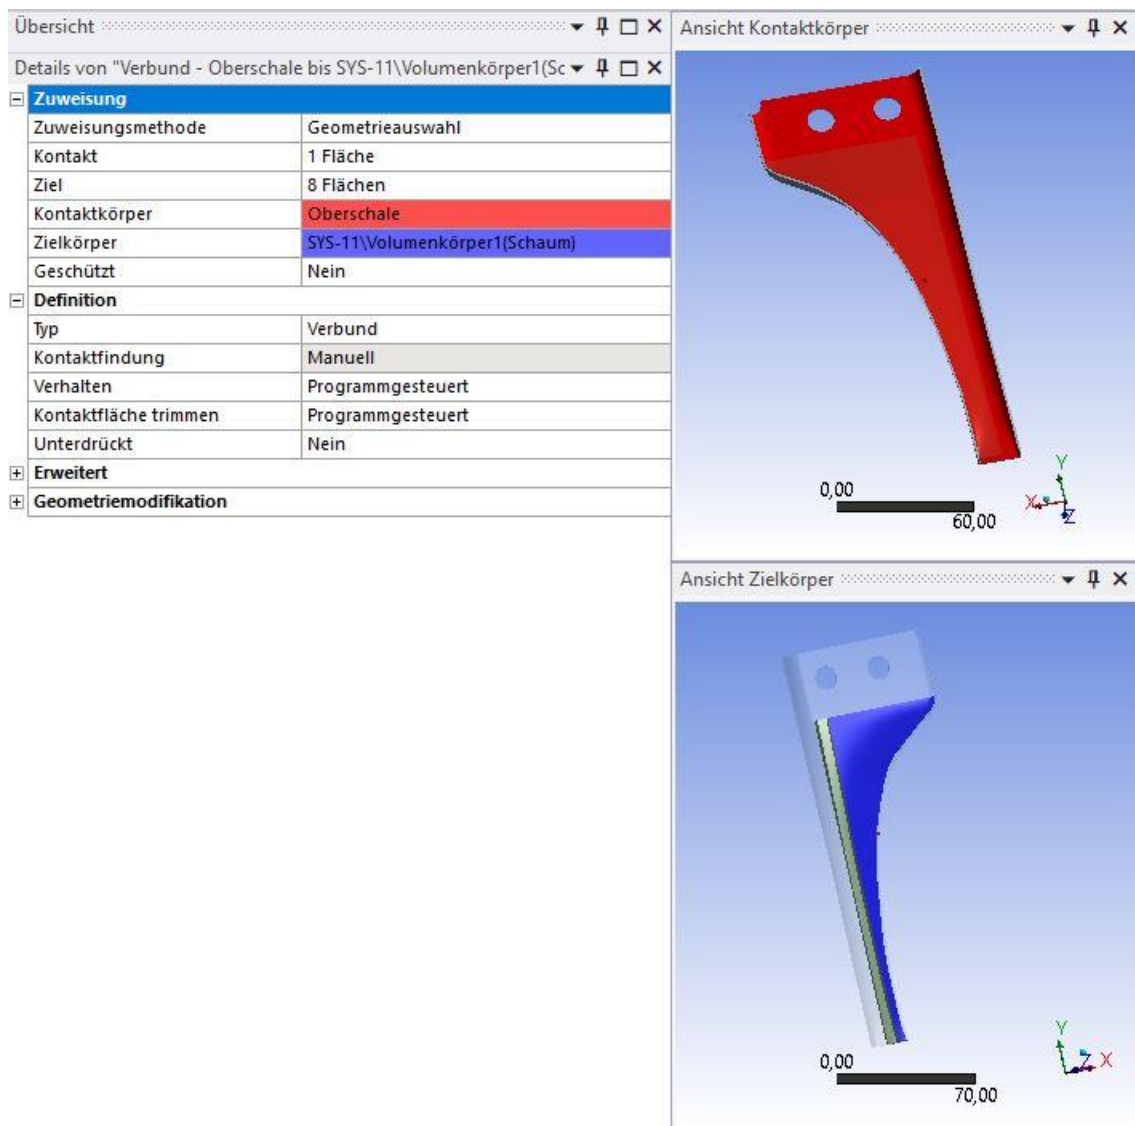 Übersicht
Details von "Verbund - Oberschale bis SYS-11\Volumenkörper1(Sc
Zuweisung
Zuweisungsmethode Geometrieauswahl
Kontakt 1 Fläche
Ziel 8 Flächen
Kontaktkörper Oberschale
Zielkörper SYS-11\Volumenkörper1(Schaum)
Geschützt Nein
Definition
Typ Verbund
Kontaktfindung Manuell
Verhalten Programmgesteuert
Kontaktfläche trimmen Programmgesteuert
Unterdrückt Nein
Erweitert
Geometriemodifikation
Ansicht Kontaktkörper
0,00
60,00
Y
X
Z
Ansicht Zielkörper
0,00
70,00
Y
Z
X